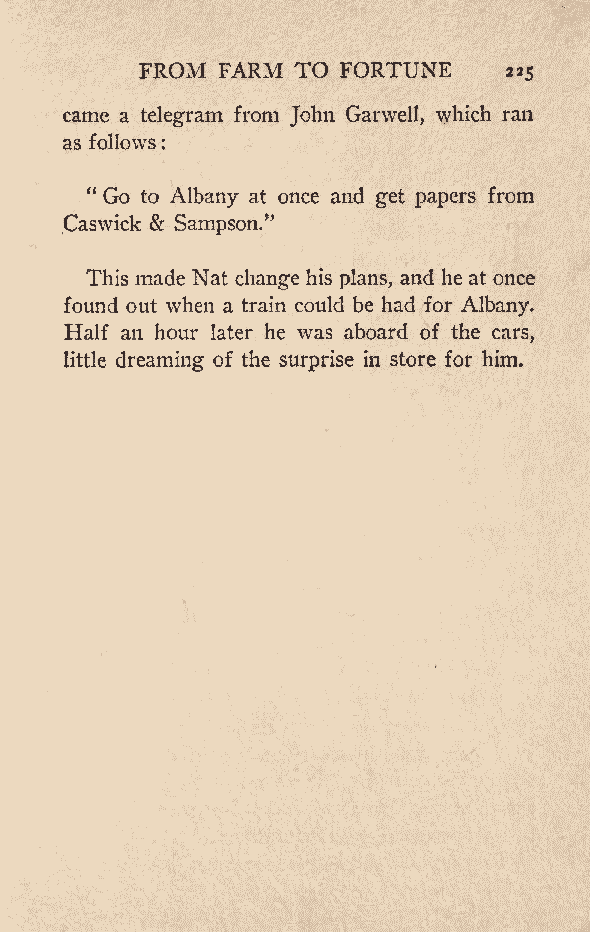 FROM FARM TO FORTUNE 225
came a telegram from John Garwell, which ran
as follows:
"Go to Albany at once and get papers from
Caswick & Sampson."
This made Nat change his plans, and he at once
found out when a train could be had for Albany.
Half an hour later he was aboard of the cars,
little dreaming of the surprise in store for him.